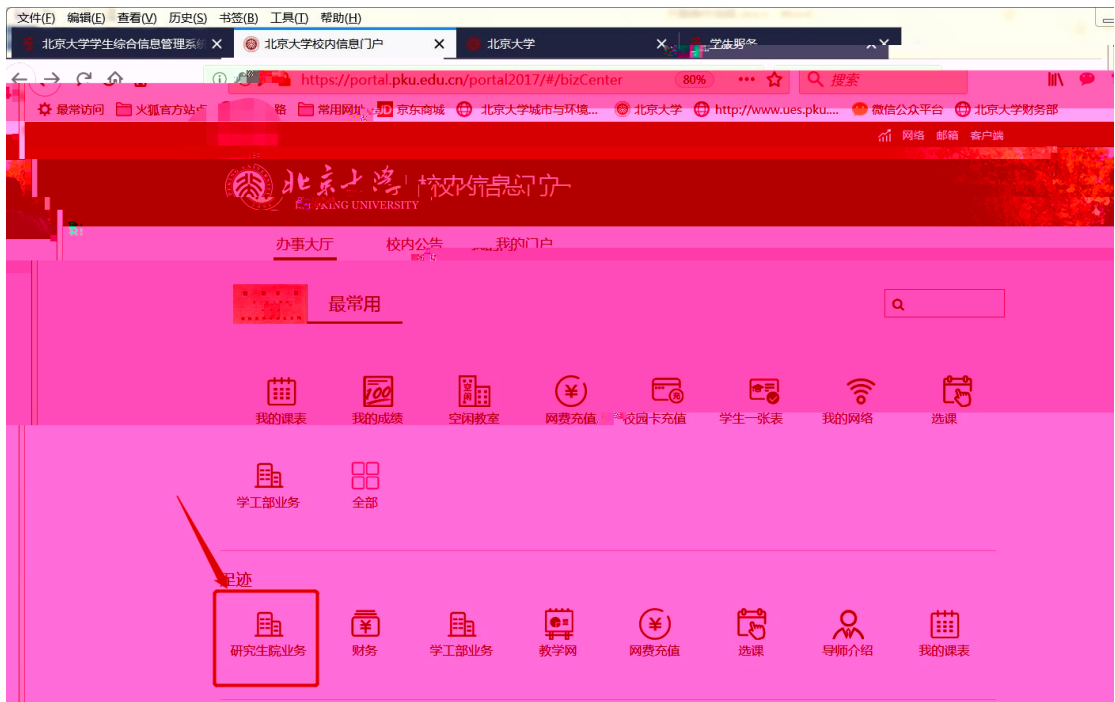 文件(F) 编辑(E) 查看(V) 历史(S) 书签(B) 工具(T) 帮助(H)
北京大学学生综合信息管理系统 北京大学校内信息门户 北京大学
https://portal.pku.edu.cn/portal2017/#/bizCenter 80% 搜索
最常访问 火狐官方站点 常用网址 JD 京东商城 北京大学城市与环境... 北京大学 http://www.ues.pku.... 微信公众平台 北京大学财务部
网络 邮箱 客户端
北京大学 校内信息门户
PEKING UNIVERSITY
办事大厅 校内公告 我的门户
最常用
我的课表 我的成绩 空闲教室 网费充值 校园卡充值 学生一张表 我的网络 选课
学工部业务 全部
足迹
研究生院业务 财务 学工部业务 教学网 网费充值 选课 导师介绍 我的课表